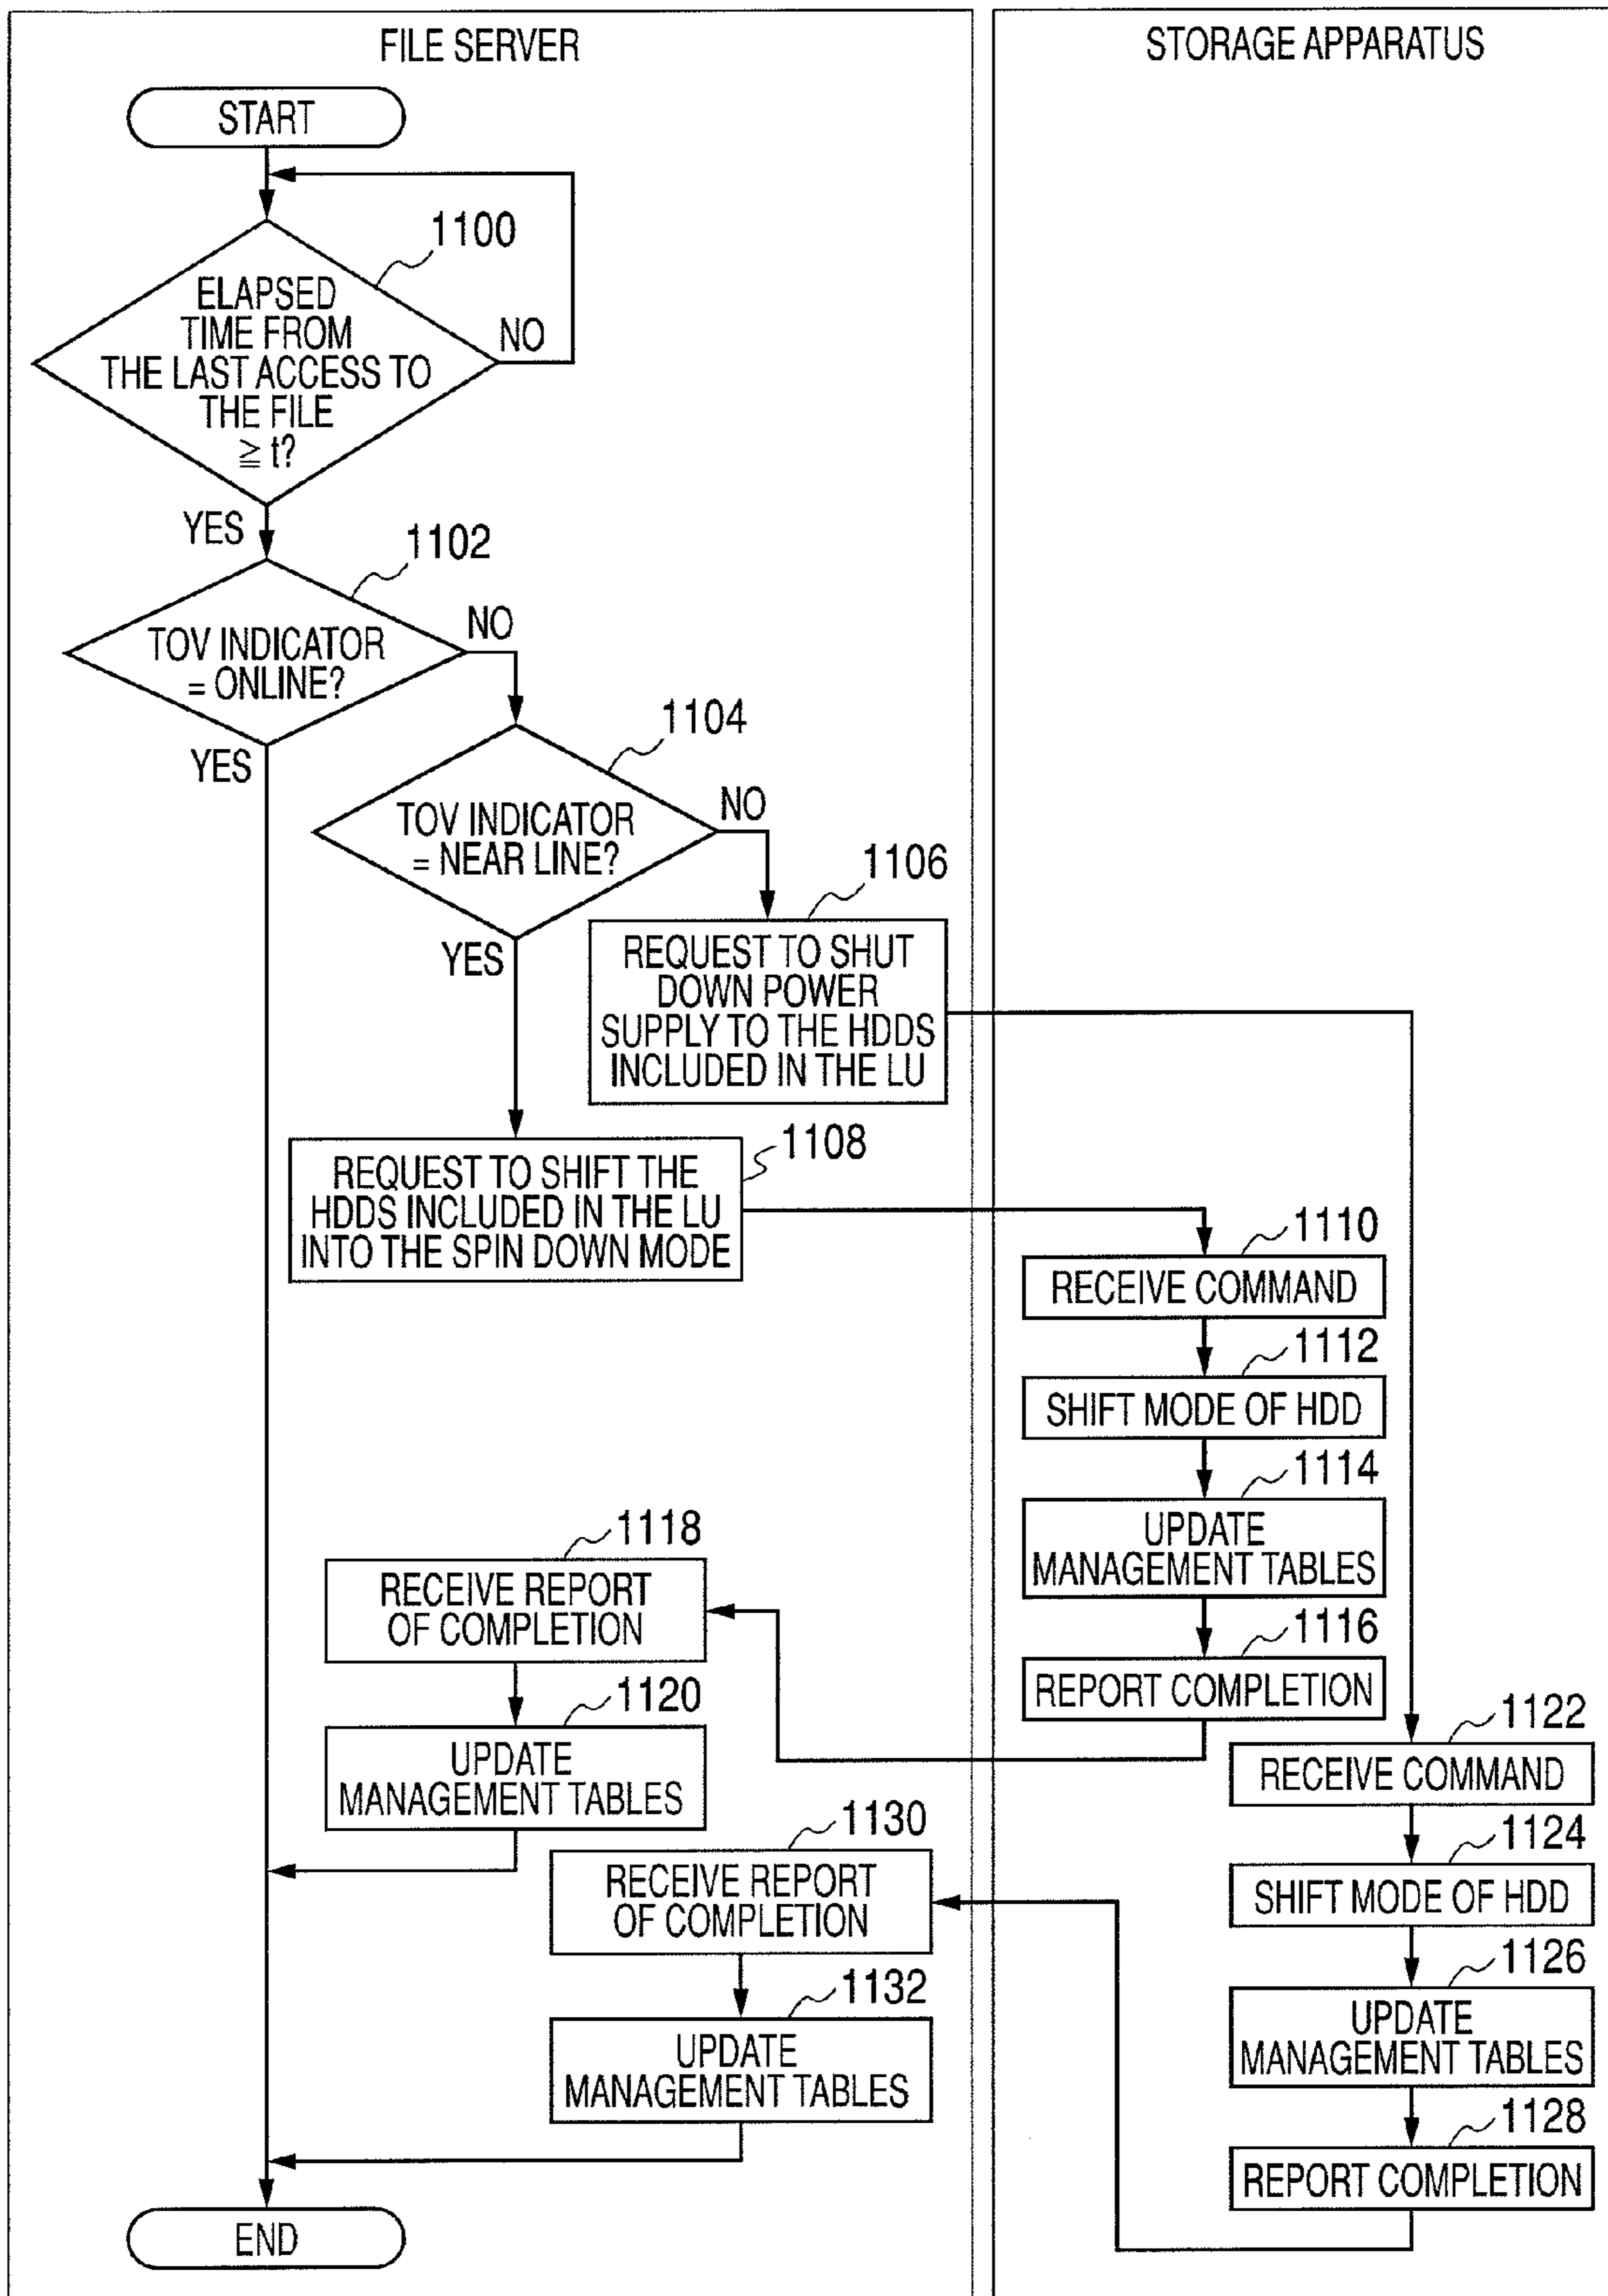 FILE SERVER
STORAGE APPARATUS
START
1100
ELAPSED
TIME FROM
THE LAST ACCESS TO
THE FILE
≧ t?
NO
YES
1102
TOV INDICATOR
= ONLINE?
NO
YES
1104
TOV INDICATOR
= NEAR LINE?
NO
YES
1106
REQUEST TO SHUT
DOWN POWER
SUPPLY TO THE HDDS
INCLUDED IN THE LU
1108
REQUEST TO SHIFT THE
HDDS INCLUDED IN THE LU
INTO THE SPIN DOWN MODE
1110
RECEIVE COMMAND
1112
SHIFT MODE OF HDD
1114
UPDATE
MANAGEMENT TABLES
1116
REPORT COMPLETION
1118
RECEIVE REPORT
OF COMPLETION
1120
UPDATE
MANAGEMENT TABLES
1122
RECEIVE COMMAND
1124
SHIFT MODE OF HDD
1126
UPDATE
MANAGEMENT TABLES
1128
REPORT COMPLETION
1130
RECEIVE REPORT
OF COMPLETION
1132
UPDATE
MANAGEMENT TABLES
END